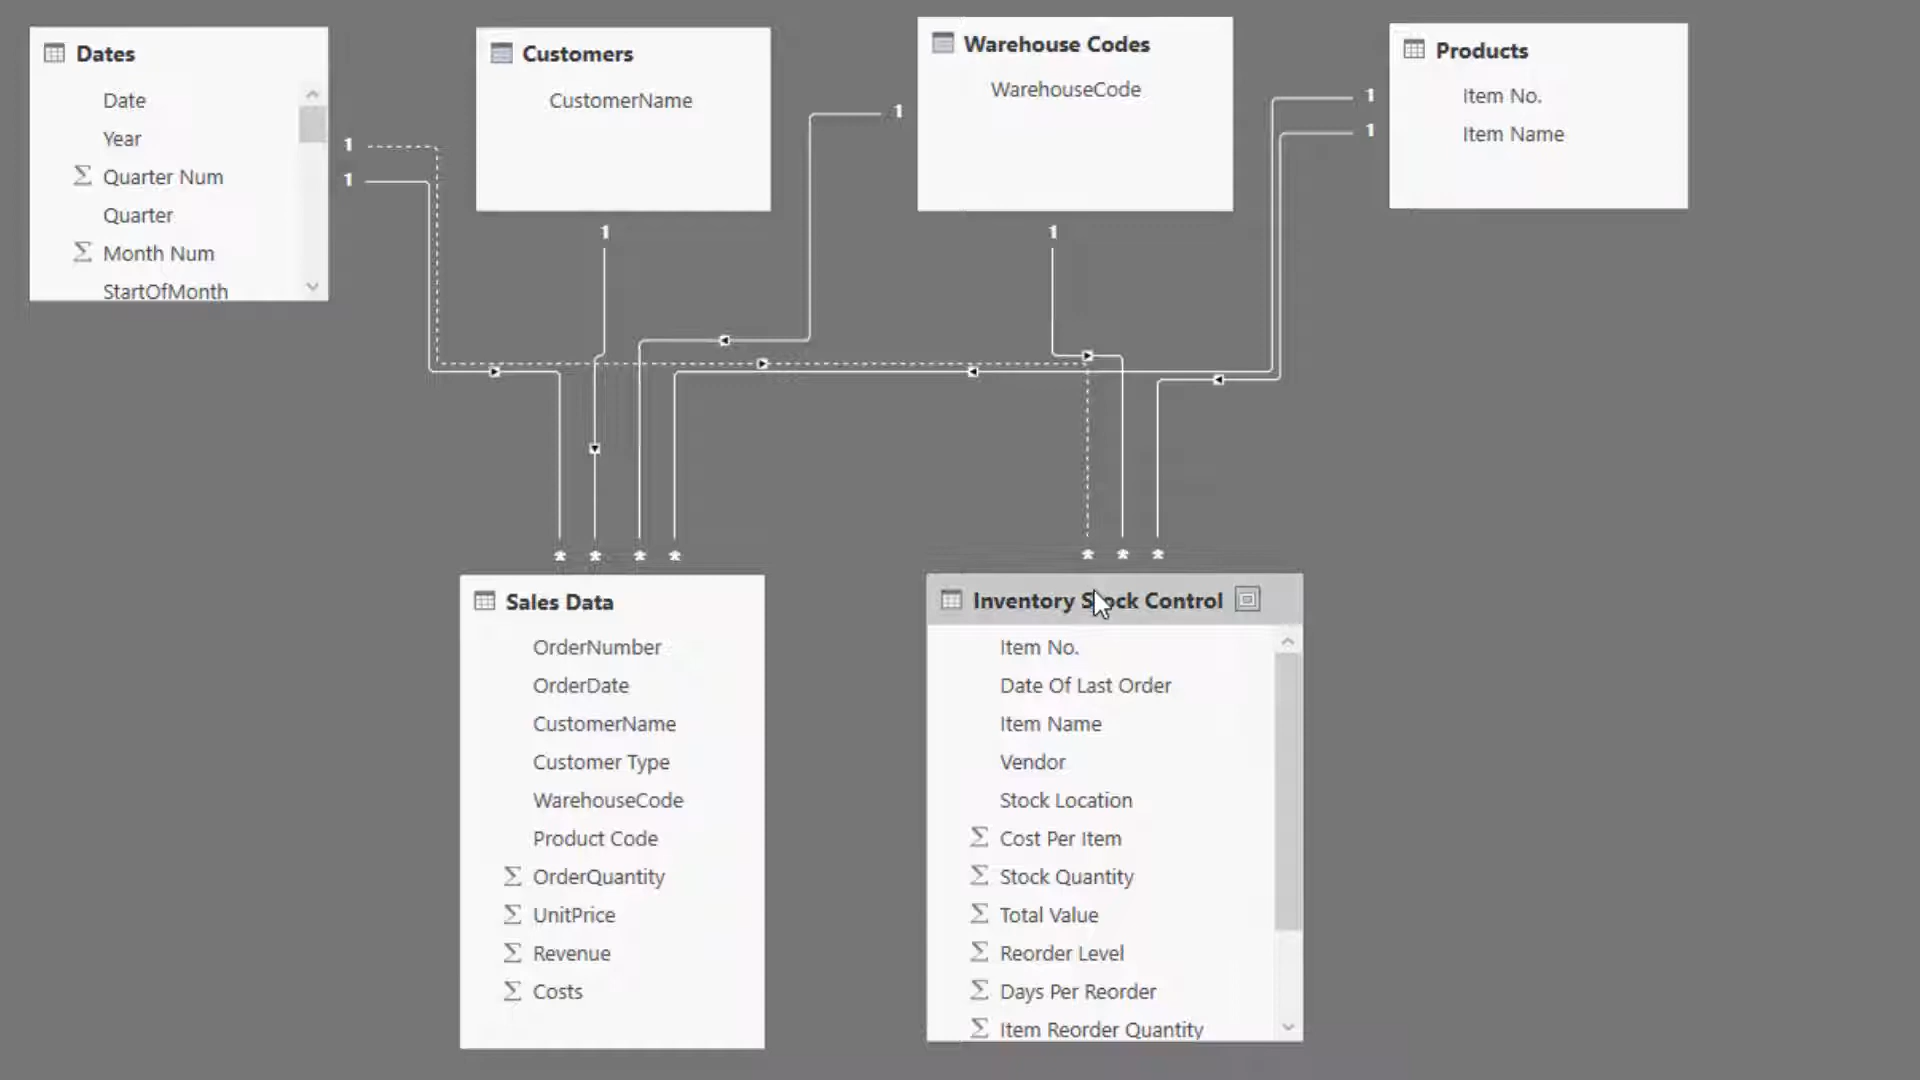 Dates
Date
Year
Σ Quarter Num
Quarter
Σ Month Num
StartOfMonth
Customers
CustomerName
Warehouse Codes
WarehouseCode
Products
Item No.
Item Name
1
1
1
1
1
1
1
* * * *
* * *
Sales Data
OrderNumber
OrderDate
CustomerName
Customer Type
WarehouseCode
Product Code
Σ OrderQuantity
Σ UnitPrice
Σ Revenue
Σ Costs
Inventory Stock Control
Item No.
Date Of Last Order
Item Name
Vendor
Stock Location
Σ Cost Per Item
Σ Stock Quantity
Σ Total Value
Σ Reorder Level
Σ Days Per Reorder
Σ Item Reorder Quantity